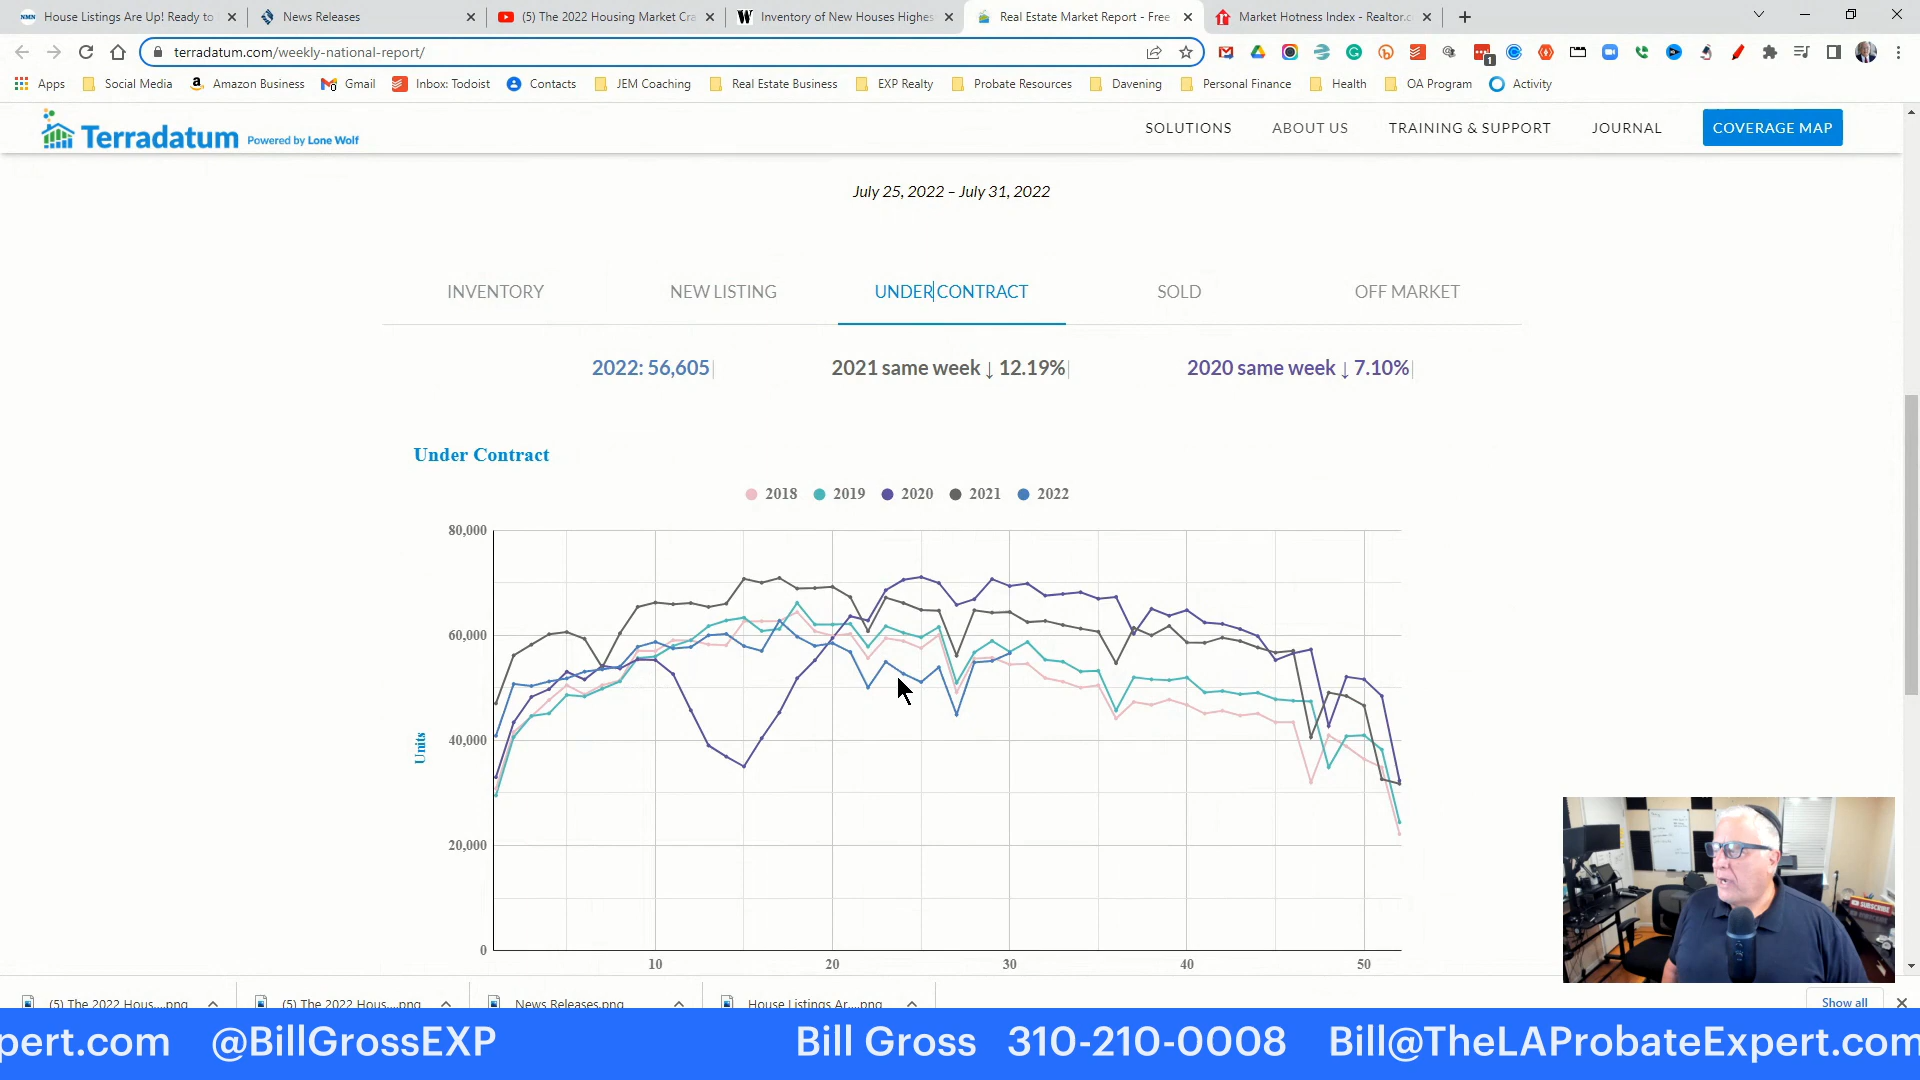 House Listings Are Up! Ready to
News Releases
(5) The 2022 Housing Market Cra
Inventory of New Houses Highes
Real Estate Market Report - Free
Market Hotness Index - Realtor.c
terradatum.com/weekly-national-report/
Apps
Social Media
Amazon Business
Gmail
Inbox: Todoist
Contacts
JEM Coaching
Real Estate Business
EXP Realty
Probate Resources
Davening
Personal Finance
Health
OA Program
Activity
Terradatum Powered by Lone Wolf
SOLUTIONS
ABOUT US
TRAINING & SUPPORT
JOURNAL
COVERAGE MAP
July 25, 2022 – July 31, 2022
INVENTORY
NEW LISTING
UNDER CONTRACT
SOLD
OFF MARKET
2022: 56,605
2021 same week ↓ 12.19%
2020 same week ↓ 7.10%
Under Contract
2018
2019
2020
2021
2022
80,000
60,000
40,000
20,000
0
Units
10
20
30
40
50
SUBSCRIBE
(5) The 2022 Hous....png
(5) The 2022 Hous....png
News Releases.png
House Listings Ar....png
Show all
pert.com
@BillGrossEXP
Bill Gross
310-210-0008
Bill@TheLAProbateExpert.com